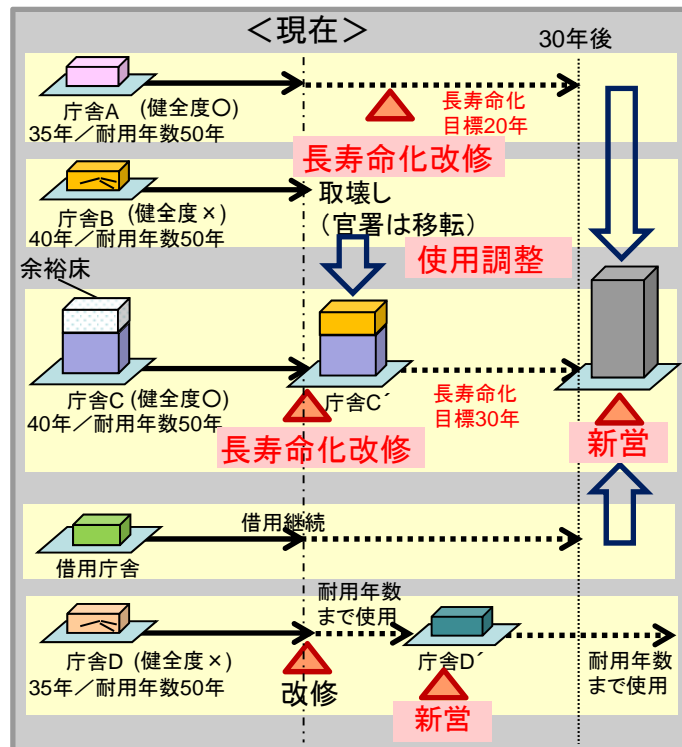 ＜現在＞
30年後
庁舎A (健全度〇)
35年／耐用年数50年
長寿命化
目標20年
長寿命化改修
庁舎B (健全度×)
40年／耐用年数50年
取壊し
(官署は移転)
使用調整
余裕床
庁舎C (健全度〇)
40年／耐用年数50年
庁舎C´
長寿命化
目標30年
長寿命化改修
新営
借用継続
借用庁舎
耐用年数
まで使用
庁舎D (健全度×)
35年／耐用年数50年
改修
庁舎D´
新営
耐用年数
まで使用